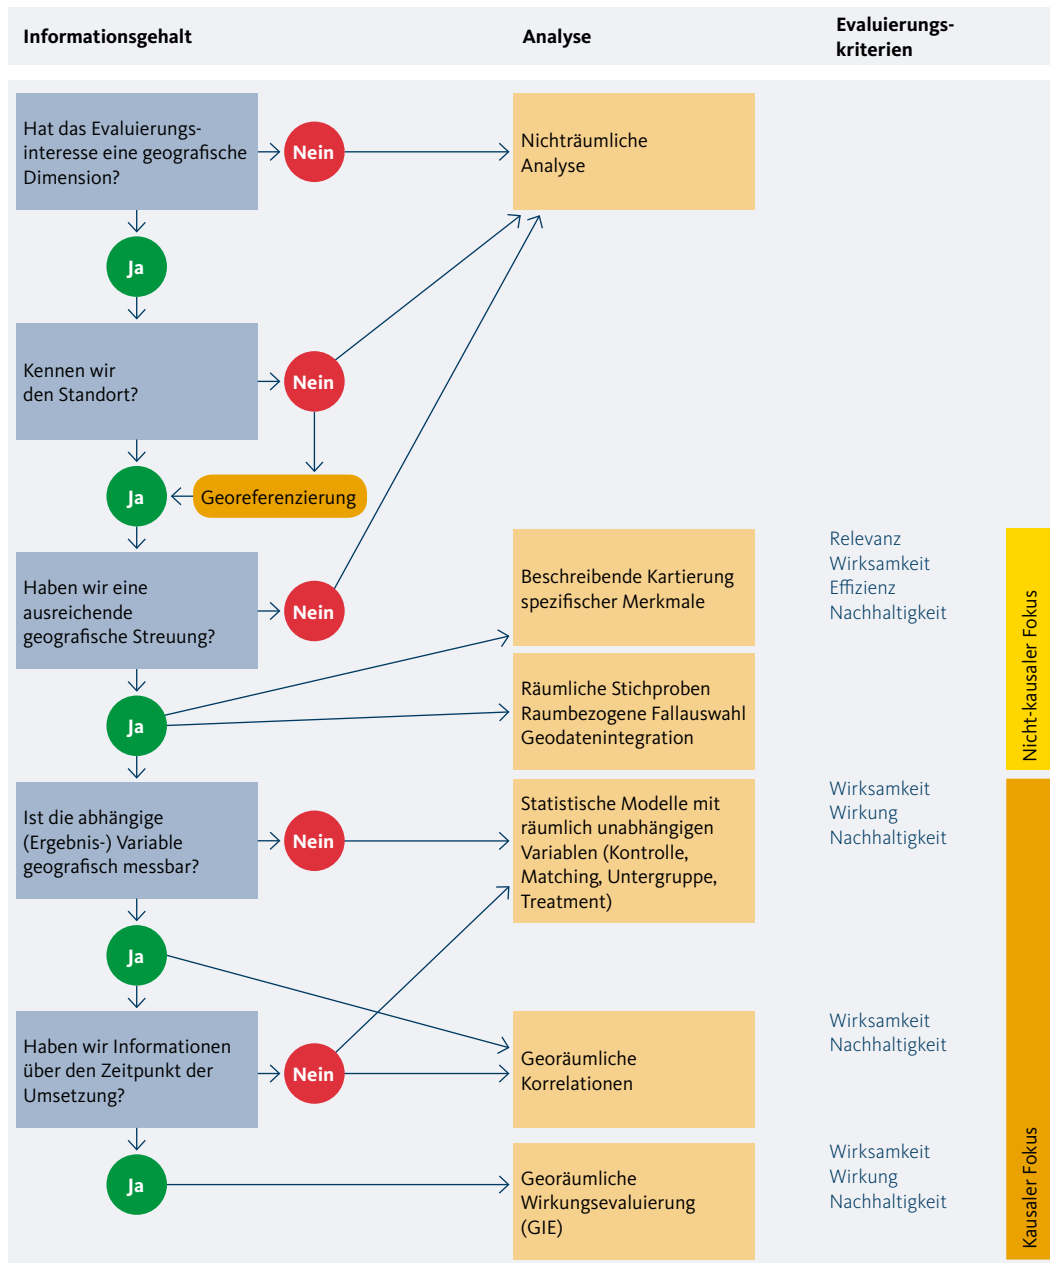 Informationsgehalt
Analyse
Evaluierungs-
kriterien
Hat das Evaluierungs-
interesse eine geografische
Dimension?
Nein
Nichträumliche
Analyse
Ja
Kennen wir
den Standort?
Nein
Ja
Georeferenzierung
Haben wir eine
ausreichende
geografische Streuung?
Nein
Beschreibende Kartierung
spezifischer Merkmale
Relevanz
Wirksamkeit
Effizienz
Nachhaltigkeit
Nicht-kausaler Fokus
Ja
Räumliche Stichproben
Raumbezogene Fallauswahl
Geodatenintegration
Ist die abhängige
(Ergebnis-) Variable
geografisch messbar?
Nein
Statistische Modelle mit
räumlich unabhängigen
Variablen (Kontrolle,
Matching, Untergruppe,
Treatment)
Wirksamkeit
Wirkung
Nachhaltigkeit
Ja
Haben wir Informationen
über den Zeitpunkt der
Umsetzung?
Nein
Georäumliche
Korrelationen
Wirksamkeit
Nachhaltigkeit
Ja
Georäumliche
Wirkungsevaluierung
(GIE)
Wirksamkeit
Wirkung
Nachhaltigkeit
Kausaler Fokus